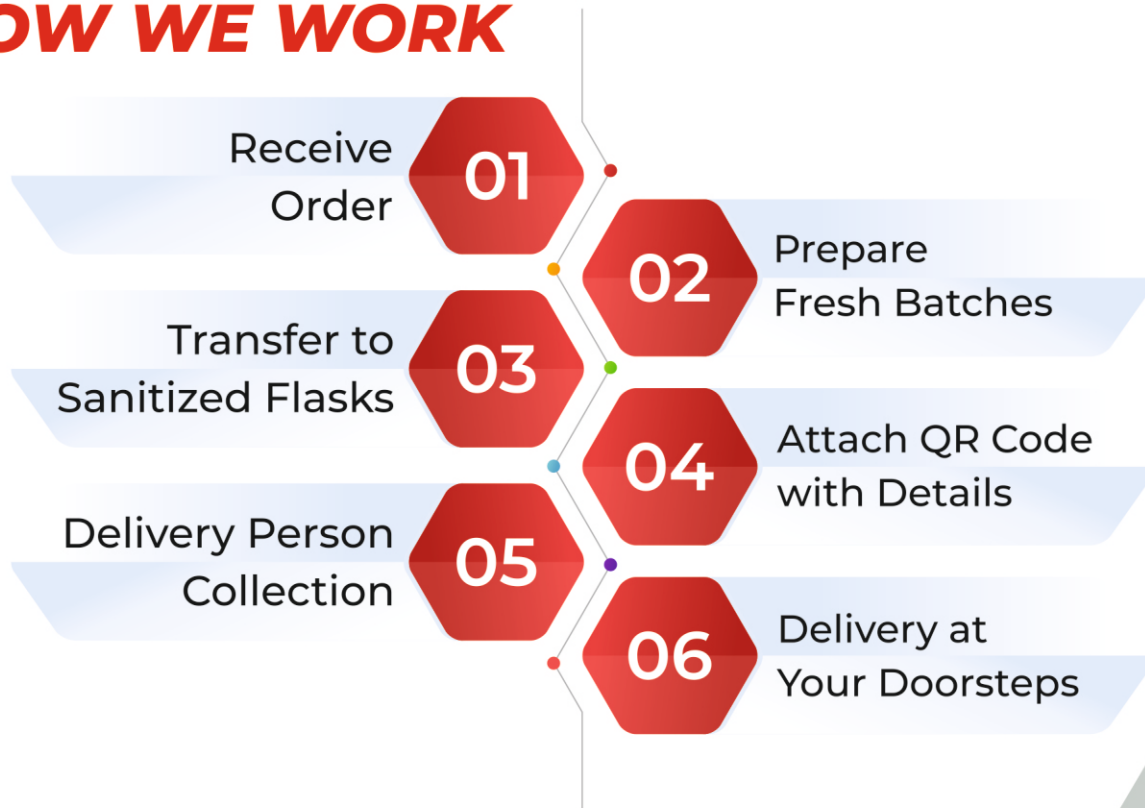 OW WE WORK
01
Receive
Order
02
Prepare
Fresh Batches
03
Transfer to
Sanitized Flasks
04
Attach QR Code
with Details
05
Delivery Person
Collection
06
Delivery at
Your Doorsteps